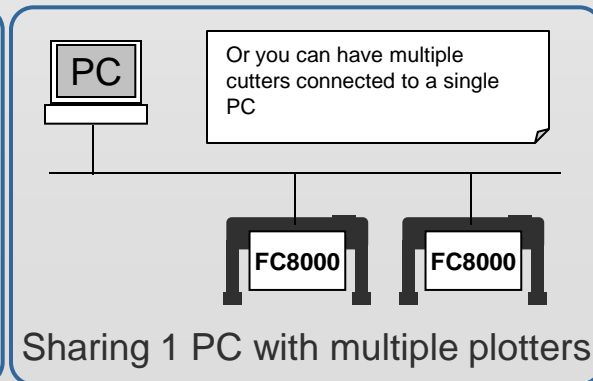 PC
Or you can have multiple
cutters connected to a single
PC
FC8000
FC8000
Sharing 1 PC with multiple plotters